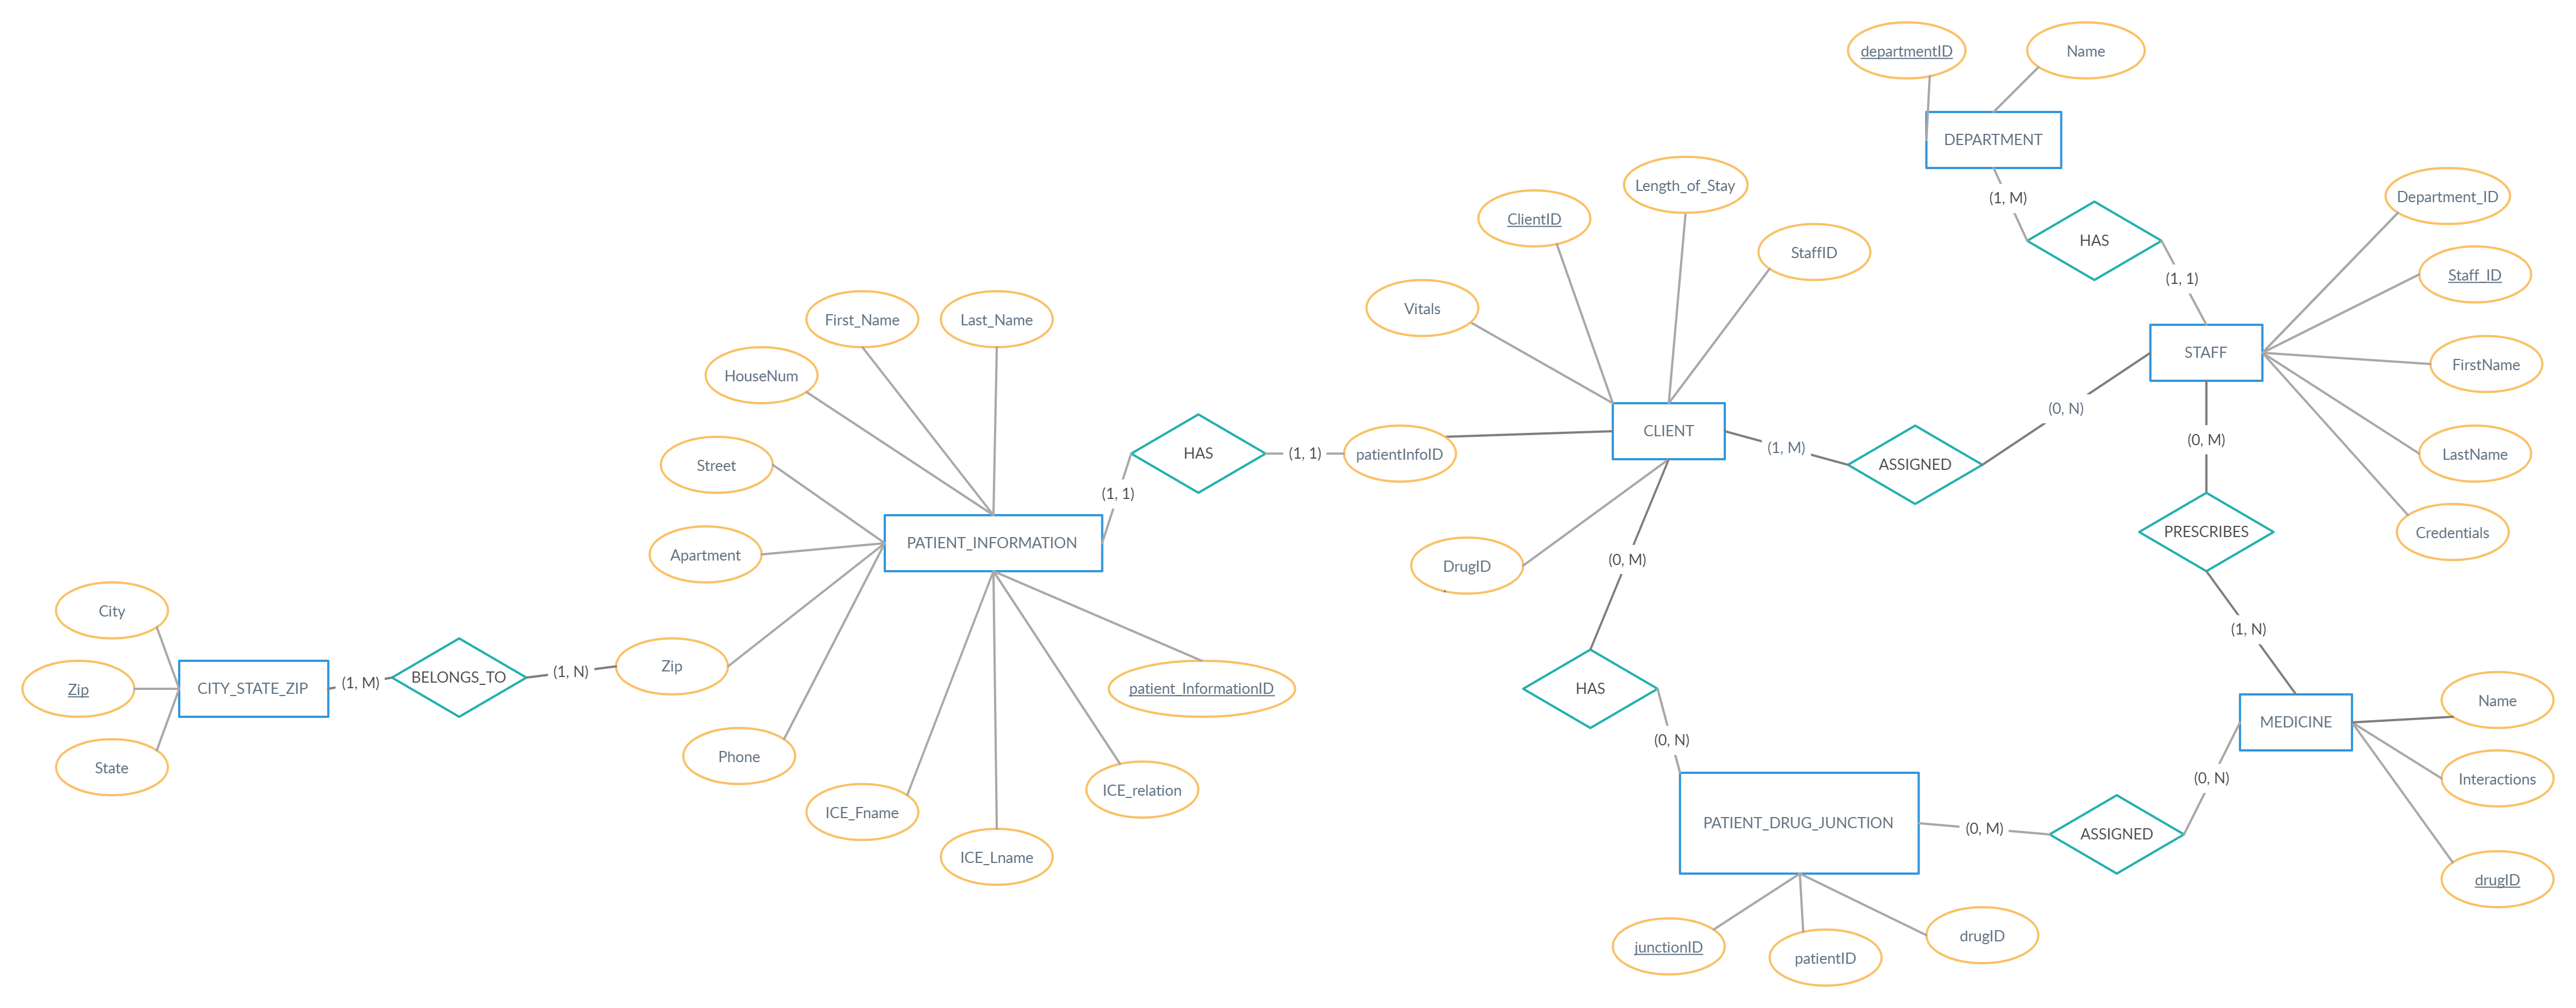 departmentID
Name
DEPARTMENT
(1, M)
HAS
(1, 1)
Department_ID
Staff_ID
FirstName
LastName
Credentials
STAFF
Length_of_Stay
ClientID
StaffID
Vitals
CLIENT
patientInfoID
DrugID
(1, M)
ASSIGNED
(0, N)
(0, M)
PRESCRIBES
(1, N)
First_Name
Last_Name
HouseNum
Street
Apartment
PATIENT_INFORMATION
(1, 1)
HAS
(1, 1)
City
Zip
State
CITY_STATE_ZIP
(1, M)
BELONGS_TO
(1, N)
Zip
Phone
ICE_Fname
ICE_Lname
ICE_relation
patient_InformationID
(0, M)
HAS
(0, N)
PATIENT_DRUG_JUNCTION
(0, M)
ASSIGNED
(0, N)
MEDICINE
Name
Interactions
drugID
junctionID
patientID
drugID